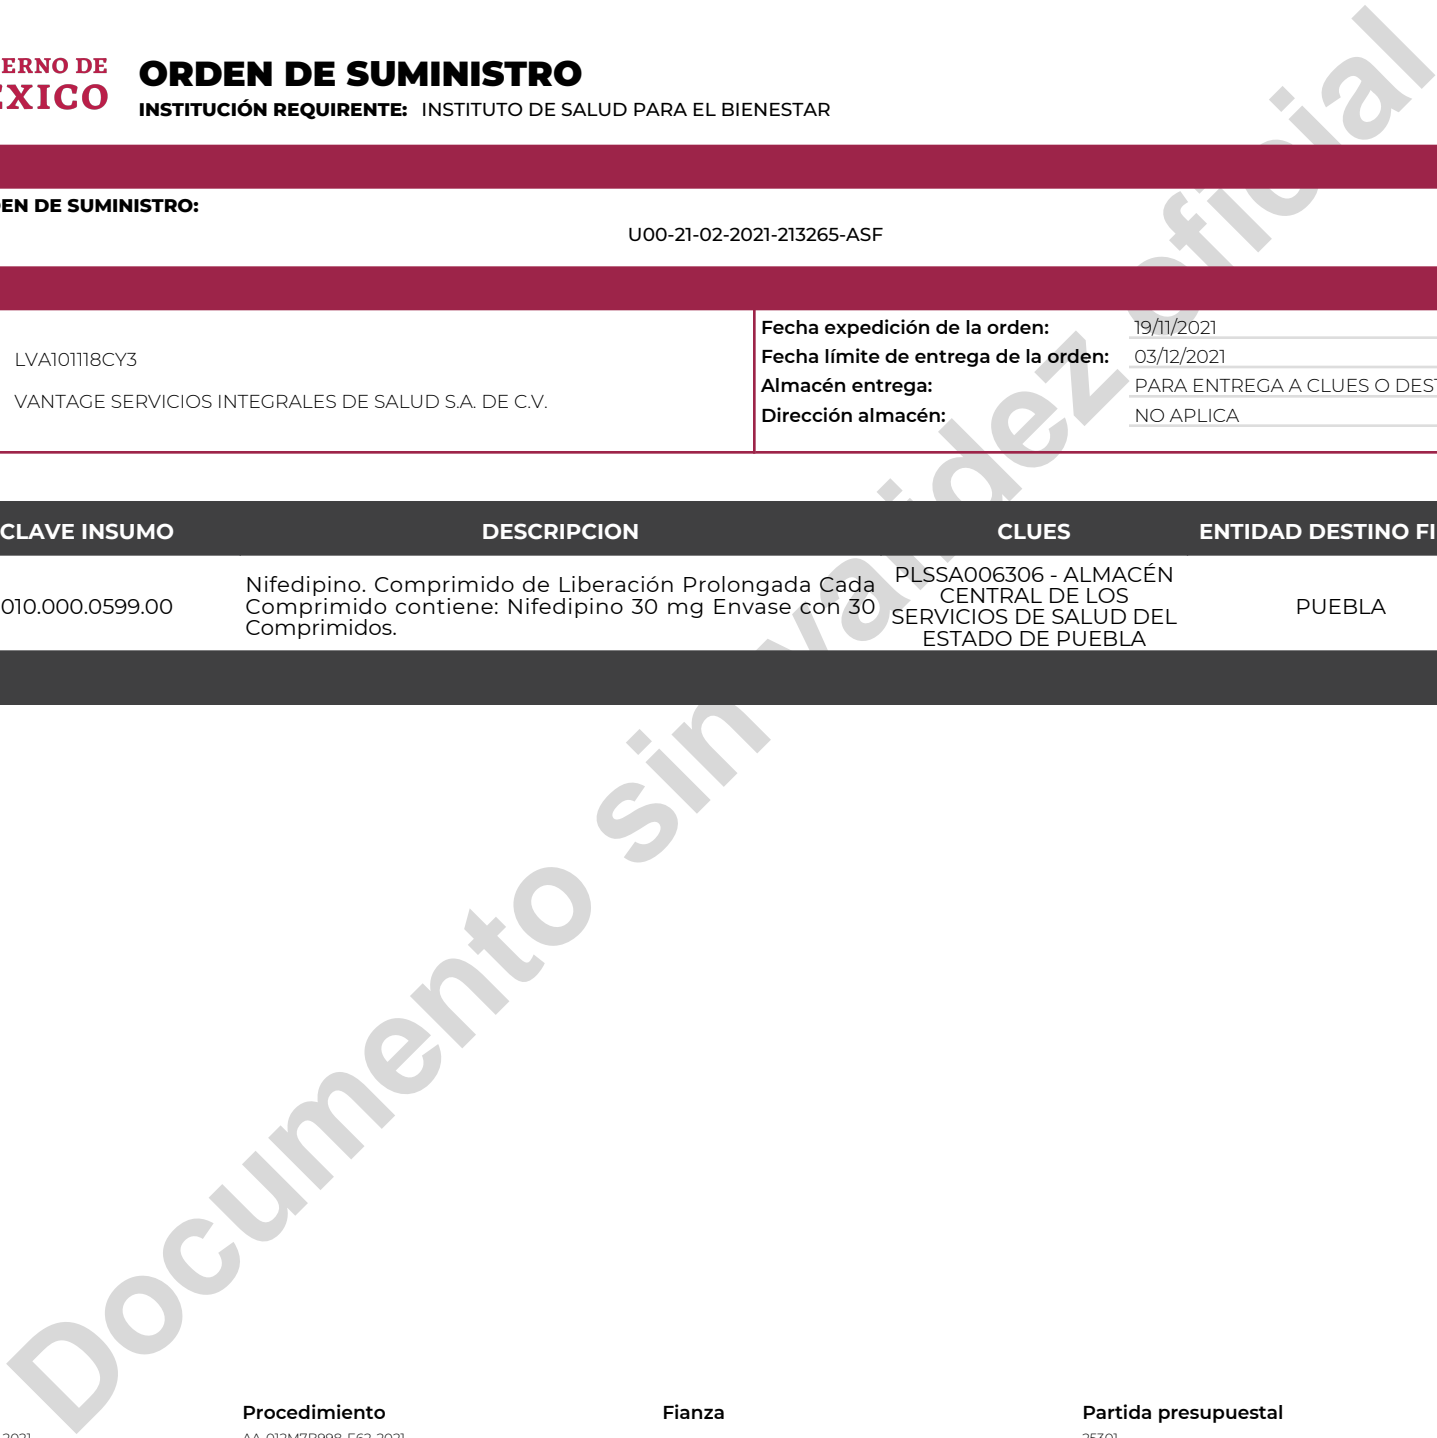 ERNO DE
EXICO
ORDEN DE SUMINISTRO
INSTITUCIÓN REQUIRENTE: INSTITUTO DE SALUD PARA EL BIENESTAR
EN DE SUMINISTRO:
U00-21-02-2021-213265-ASF
LVA101118CY3
VANTAGE SERVICIOS INTEGRALES DE SALUD S.A. DE C.V.
Fecha expedición de la orden: 19/11/2021
Fecha límite de entrega de la orden: 03/12/2021
Almacén entrega: PARA ENTREGA A CLUES O DEST
Dirección almacén: NO APLICA
CLAVE INSUMO DESCRIPCION CLUES ENTIDAD DESTINO FI
010.000.0599.00
Nifedipino. Comprimido de Liberación Prolongada Cada
Comprimido contiene: Nifedipino 30 mg Envase con 30
Comprimidos.
PLSSA006306 - ALMACÉN
CENTRAL DE LOS
SERVICIOS DE SALUD DEL
ESTADO DE PUEBLA
PUEBLA
Documento sin validez oficial
Procedimiento Fianza Partida presupuestal